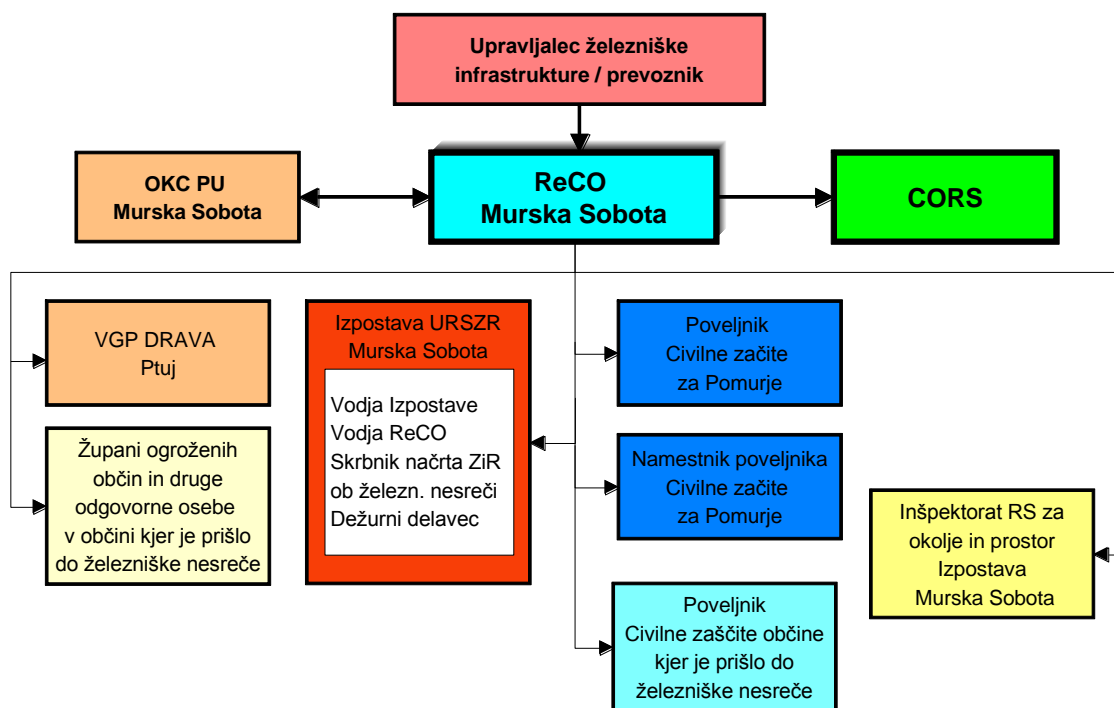 Upravljalec železniške
infrastrukture / prevoznik
OKC PU
Murska Sobota
ReCO
Murska Sobota
CORS
VGP DRAVA
Ptuj
Župani ogroženih
občin in druge
odgovorne osebe
v občini kjer je prišlo
do železniške nesreče
Izpostava URSZR
Murska Sobota
Vodja Izpostave
Vodja ReCO
Skrbnik načrta ZiR
ob železn. nesreči
Dežurni delavec
Poveljnik
Civilne začite
za Pomurje
Namestnik poveljnika
Civilne začite
za Pomurje
Poveljnik
Civilne zaščite občine
kjer je prišlo do
železniške nesreče
Inšpektorat RS za
okolje in prostor
Izpostava
Murska Sobota